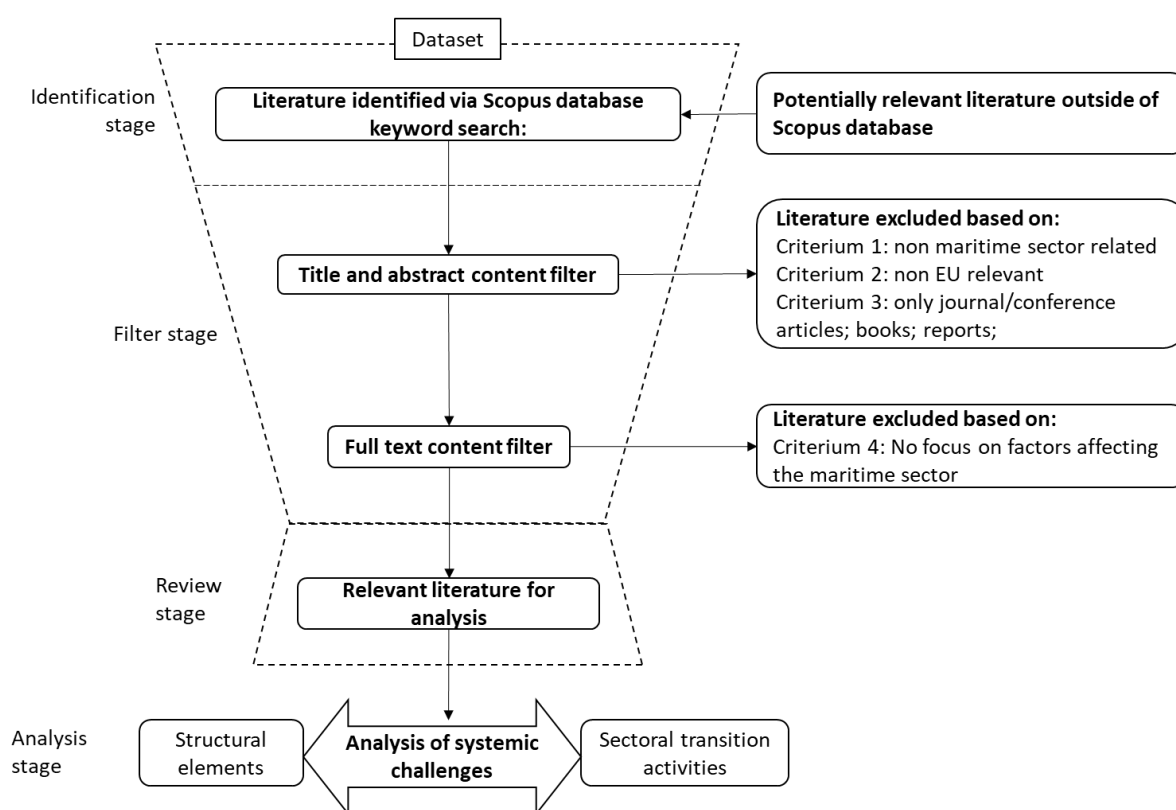 Dataset
Identification
stage
Literature identified via Scopus database
keyword search:
Potentially relevant literature outside of
Scopus database
Filter stage
Title and abstract content filter
Literature excluded based on:
Criterium 1: non maritime sector related
Criterium 2: non EU relevant
Criterium 3: only journal/conference
articles; books; reports;
Full text content filter
Literature excluded based on:
Criterium 4: No focus on factors affecting
the maritime sector
Review
stage
Relevant literature for
analysis
Analysis
stage
Structural
elements
Analysis of systemic
challenges
Sectoral transition
activities